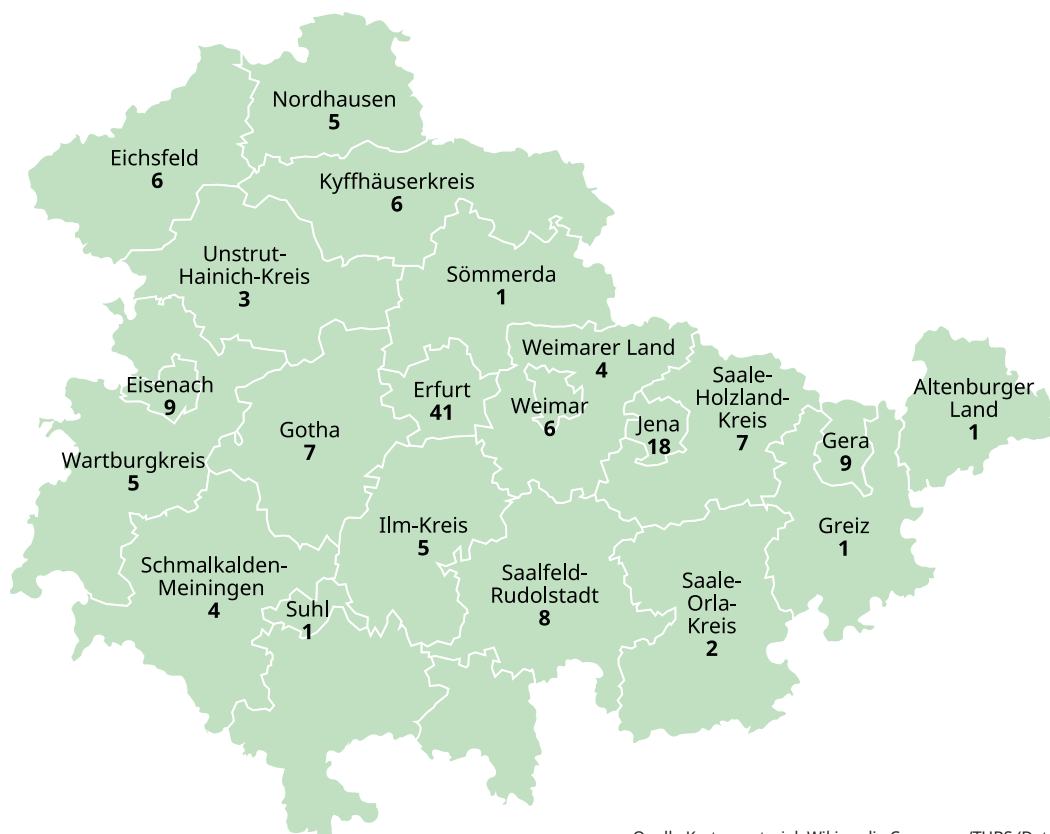 Nordhausen
5
Eichsfeld
6
Kyffhäuserkreis
6
Unstrut-
Hainich-Kreis
3
Sömmerda
1
Weimarer Land
4
Eisenach
9
Erfurt
41
Weimar
6
Saale-
Holzland-
Kreis
7
Jena
18
Altenburger
Land
1
Gotha
7
Gera
9
Wartburgkreis
5
Ilm-Kreis
5
Greiz
1
Schmalkalden-
Meiningen
4
Suhl
1
Saalfeld-
Rudolstadt
8
Saale-
Orla-
Kreis
2